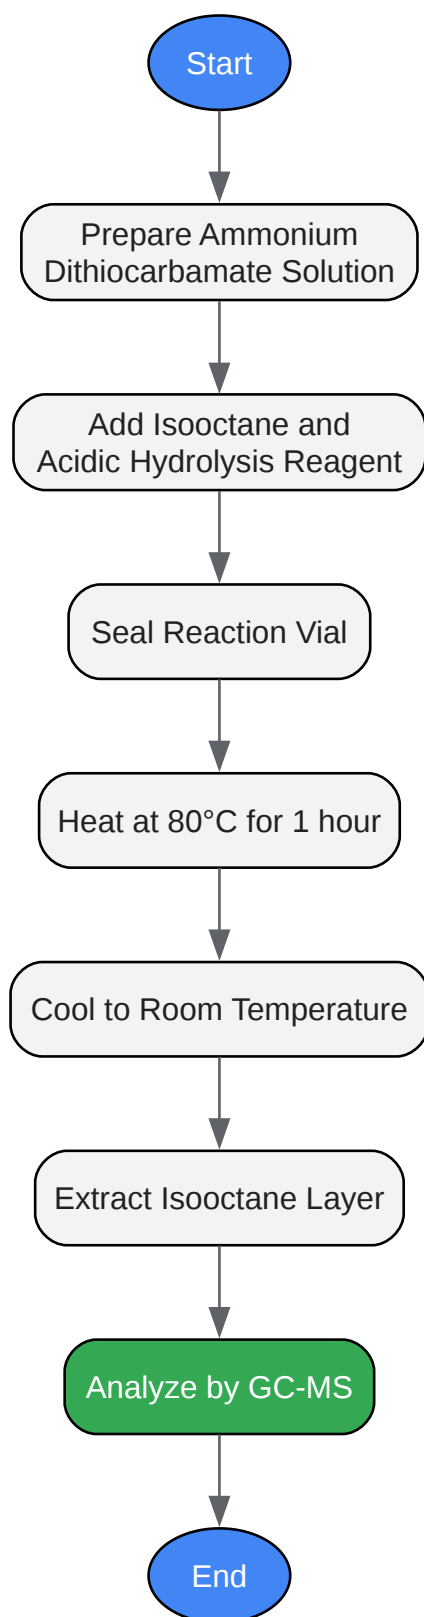 Start
Prepare Ammonium
Dithiocarbamate Solution
Add Isooctane and
Acidic Hydrolysis Reagent
Seal Reaction Vial
Heat at 80°C for 1 hour
Cool to Room Temperature
Extract Isooctane Layer
Analyze by GC-MS
End